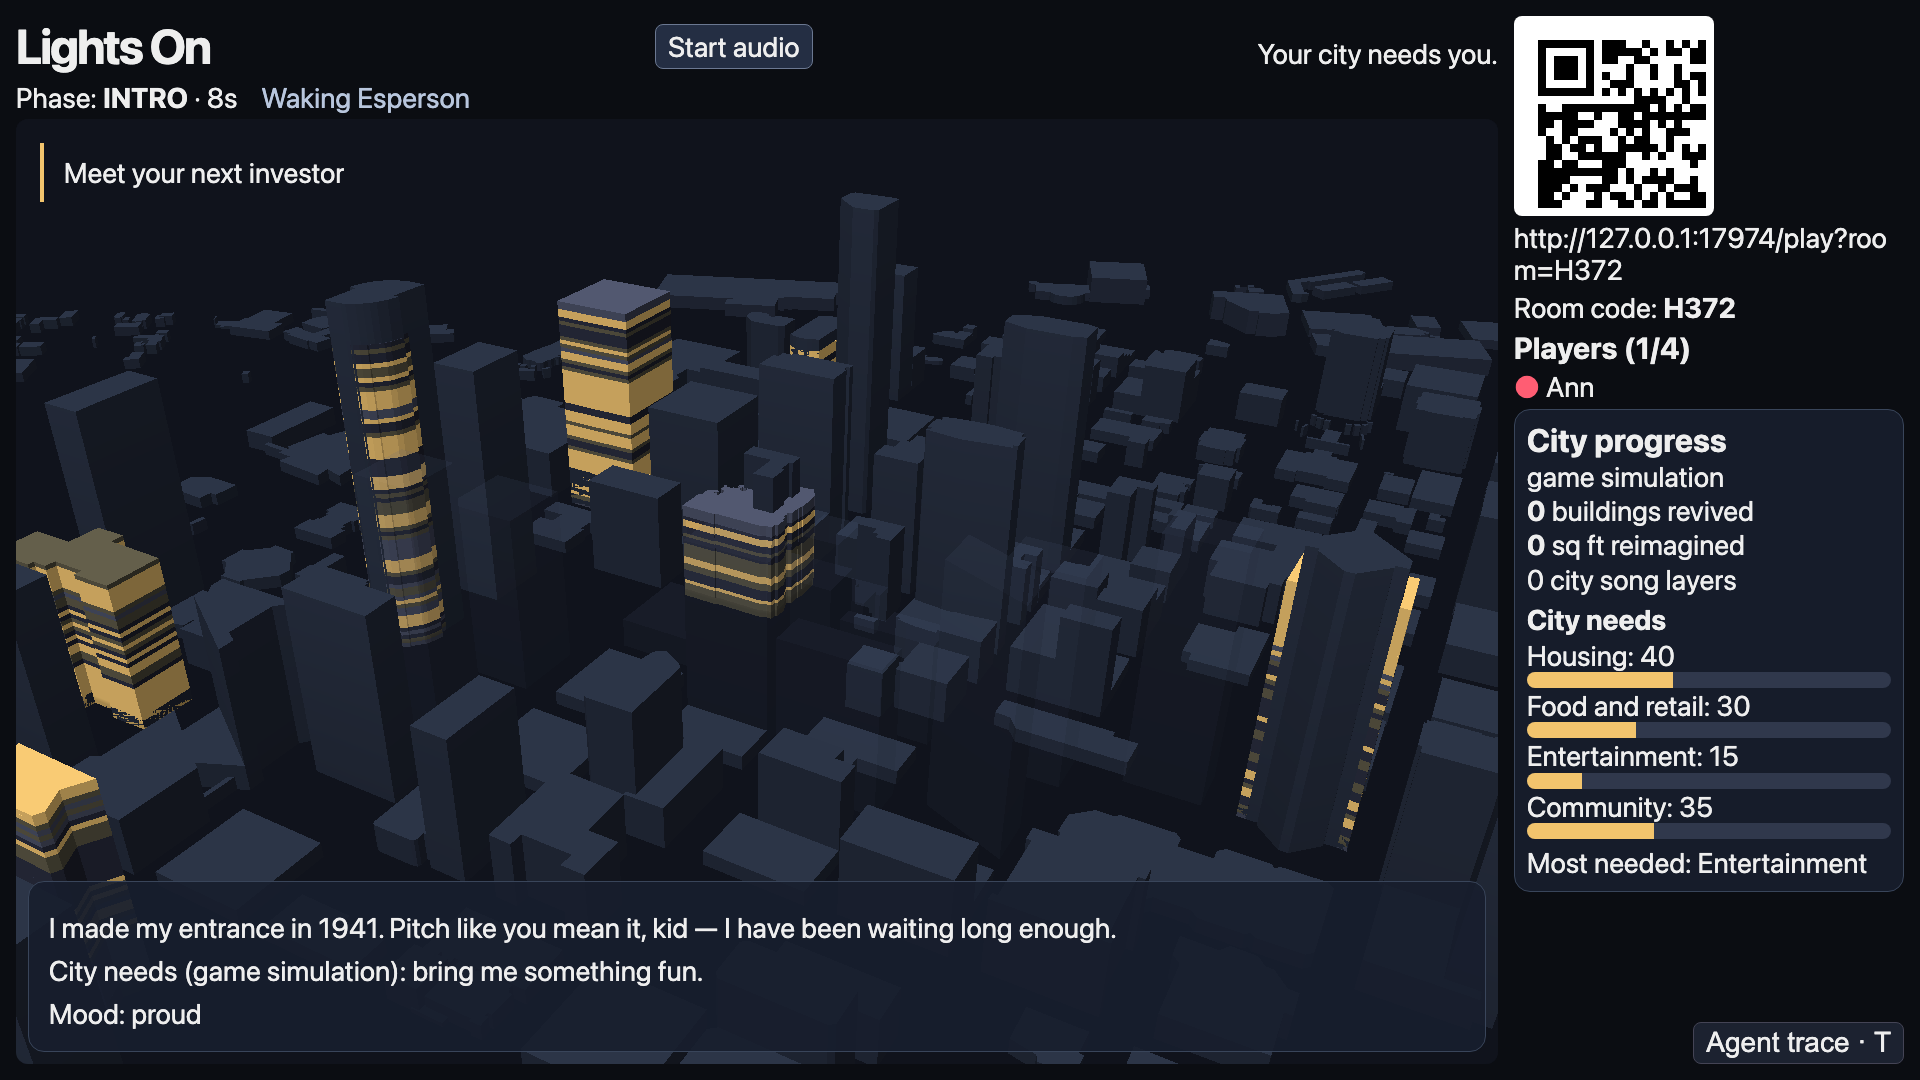 Lights On
Start audio
Your city needs you.
Phase: INTRO · 8s Waking Esperson
Meet your next investor
http://127.0.0.1:17974/play?roo
m=H372
Room code: H372
Players (1/4)
Ann
City progress
game simulation
0 buildings revived
0 sq ft reimagined
0 city song layers
City needs
Housing: 40
Food and retail: 30
Entertainment: 15
Community: 35
Most needed: Entertainment
I made my entrance in 1941. Pitch like you mean it, kid — I have been waiting long enough.
City needs (game simulation): bring me something fun.
Mood: proud
Agent trace · T